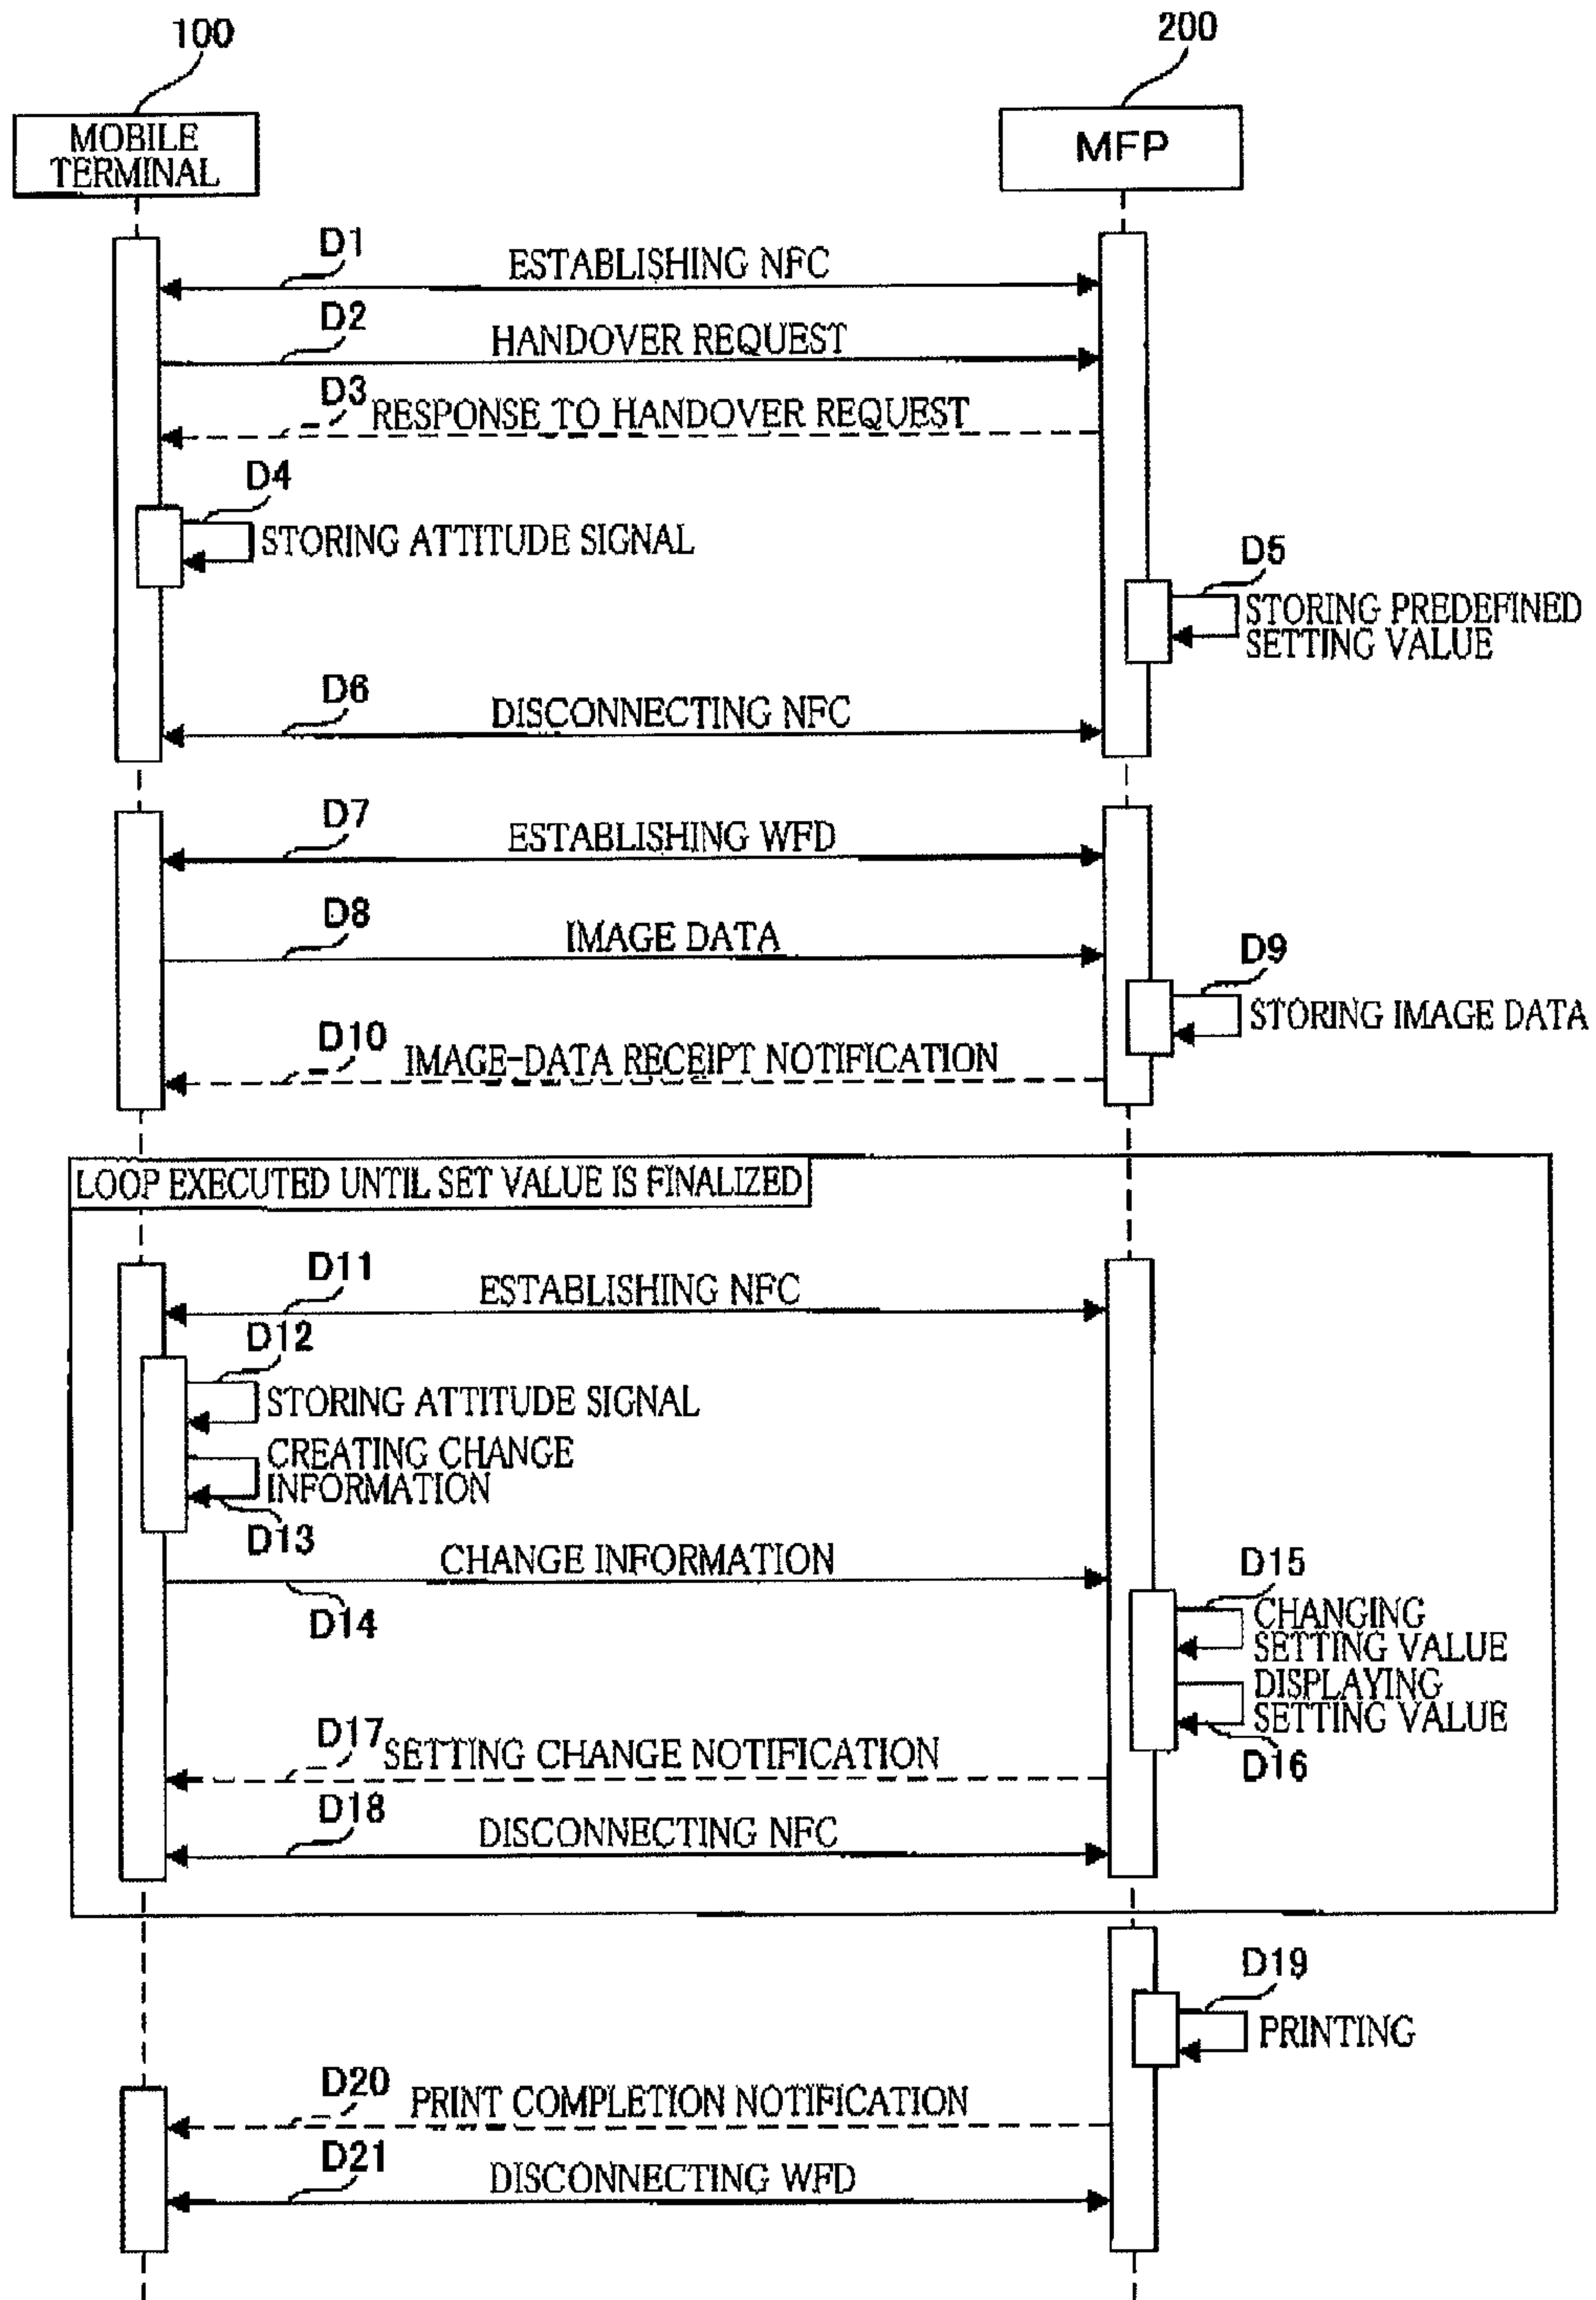 100
200
MOBILE
TERMINAL
MFP
D1
ESTABLISHING NFC
D2
HANDOVER REQUEST
D3
RESPONSE TO HANDOVER REQUEST
D4
STORING ATTITUDE SIGNAL
D5
STORING PREDEFINED
SETTING VALUE
D6
DISCONNECTING NFC
D7
ESTABLISHING WFD
D8
IMAGE DATA
D9
STORING IMAGE DATA
D10
IMAGE-DATA RECEIPT NOTIFICATION
LOOP EXECUTED UNTIL SET VALUE IS FINALIZED
D11
ESTABLISHING NFC
D12
STORING ATTITUDE SIGNAL
CREATING CHANGE
INFORMATION
D13
CHANGE INFORMATION
D14
D15
CHANGING
SETTING VALUE
DISPLAYING
SETTING VALUE
D16
D17
SETTING CHANGE NOTIFICATION
D18
DISCONNECTING NFC
D19
PRINTING
D20
PRINT COMPLETION NOTIFICATION
D21
DISCONNECTING WFD